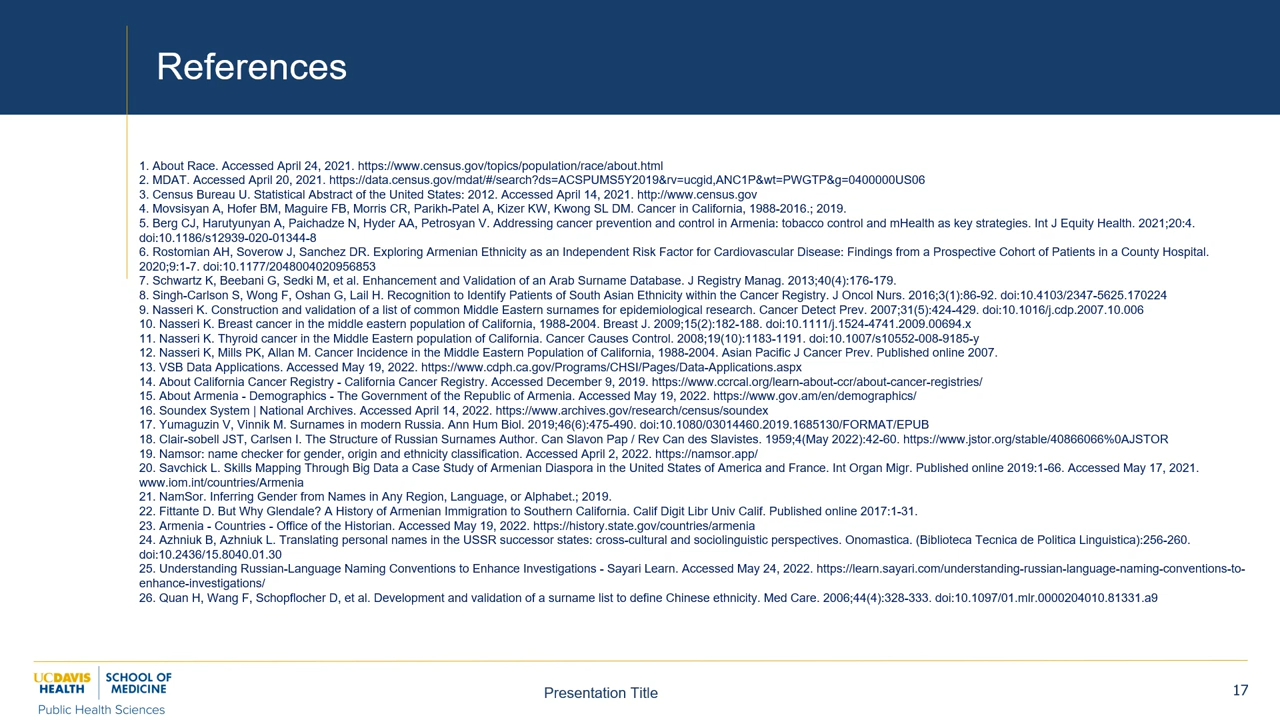 References
1. About Race. Accessed April 24, 2021. https://www.census.gov/topics/population/race/about.html
2. MDAT. Accessed April 20, 2021. https://data.census.gov/mdat/#/search?ds=ACSPUMS5Y2019&rv=ucgid,ANC1P&wt=PWGTP&g=0400000US06
3. Census Bureau U. Statistical Abstract of the United States: 2012. Accessed April 14, 2021. http://www.census.gov
4. Movsisyan A, Hofer BM, Maguire FB, Morris CR, Parikh-Patel A, Kizer KW, Kwong SL DM. Cancer in California, 1988-2016.; 2019.
5. Berg CJ, Harutyunyan A, Paichadze N, Hyder AA, Petrosyan V. Addressing cancer prevention and control in Armenia: tobacco control and mHealth as key strategies. Int J Equity Health. 2021;20:4.
doi:10.1186/s12939-020-01344-8
6. Rostomian AH, Soverow J, Sanchez DR. Exploring Armenian Ethnicity as an Independent Risk Factor for Cardiovascular Disease: Findings from a Prospective Cohort of Patients in a County Hospital.
2020;9:1-7. doi:10.1177/2048004020956853
7. Schwartz K, Beebani G, Sedki M, et al. Enhancement and Validation of an Arab Surname Database. J Registry Manag. 2013;40(4):176-179.
8. Singh-Carlson S, Wong F, Oshan G, Lail H. Recognition to Identify Patients of South Asian Ethnicity within the Cancer Registry. J Oncol Nurs. 2016;3(1):86-92. doi:10.4103/2347-5625.170224
9. Nasseri K. Construction and validation of a list of common Middle Eastern surnames for epidemiological research. Cancer Detect Prev. 2007;31(5):424-429. doi:10.1016/j.cdp.2007.10.006
10. Nasseri K. Breast cancer in the middle eastern population of California, 1988-2004. Breast J. 2009;15(2):182-188. doi:10.1111/j.1524-4741.2009.00694.x
11. Nasseri K. Thyroid cancer in the Middle Eastern population of California. Cancer Causes Control. 2008;19(10):1183-1191. doi:10.1007/s10552-008-9185-y
12. Nasseri K, Mills PK, Allan M. Cancer Incidence in the Middle Eastern Population of California, 1988-2004. Asian Pacific J Cancer Prev. Published online 2007.
13. VSB Data Applications. Accessed May 19, 2022. https://www.cdph.ca.gov/Programs/CHSI/Pages/Data-Applications.aspx
14. About California Cancer Registry - California Cancer Registry. Accessed December 9, 2019. https://www.ccrcal.org/learn-about-ccr/about-cancer-registries/
15. About Armenia - Demographics - The Government of the Republic of Armenia. Accessed May 19, 2022. https://www.gov.am/en/demographics/
16. Soundex System | National Archives. Accessed April 14, 2022. https://www.archives.gov/research/census/soundex
17. Yumaguzin V, Vinnik M. Surnames in modern Russia. Ann Hum Biol. 2019;46(6):475-490. doi:10.1080/03014460.2019.1685130/FORMAT/EPUB
18. Clair-sobell JST, Carlsen I. The Structure of Russian Surnames Author. Can Slavon Pap / Rev Can des Slavistes. 1959;4(May 2022):42-60. https://www.jstor.org/stable/40866066%0AJSTOR
19. Namsor: name checker for gender, origin and ethnicity classification. Accessed April 2, 2022. https://namsor.app/
20. Savchick L. Skills Mapping Through Big Data a Case Study of Armenian Diaspora in the United States of America and France. Int Organ Migr. Published online 2019:1-66. Accessed May 17, 2021.
www.iom.int/countries/Armenia
21. NamSor. Inferring Gender from Names in Any Region, Language, or Alphabet.; 2019.
22. Fittante D. But Why Glendale? A History of Armenian Immigration to Southern California. Calif Digit Libr Univ Calif. Published online 2017:1-31.
23. Armenia - Countries - Office of the Historian. Accessed May 19, 2022. https://history.state.gov/countries/armenia
24. Azhniuk B, Azhniuk L. Translating personal names in the USSR successor states: cross-cultural and sociolinguistic perspectives. Onomastica. (Biblioteca Tecnica de Politica Linguistica):256-260.
doi:10.2436/15.8040.01.30
25. Understanding Russian-Language Naming Conventions to Enhance Investigations - Sayari Learn. Accessed May 24, 2022. https://learn.sayari.com/understanding-russian-language-naming-conventions-to-
enhance-investigations/
26. Quan H, Wang F, Schopflocher D, et al. Development and validation of a surname list to define Chinese ethnicity. Med Care. 2006;44(4):328-333. doi:10.1097/01.mlr.0000204010.81331.a9
UCDAVIS HEALTH
SCHOOL OF MEDICINE
Public Health Sciences
Presentation Title
17